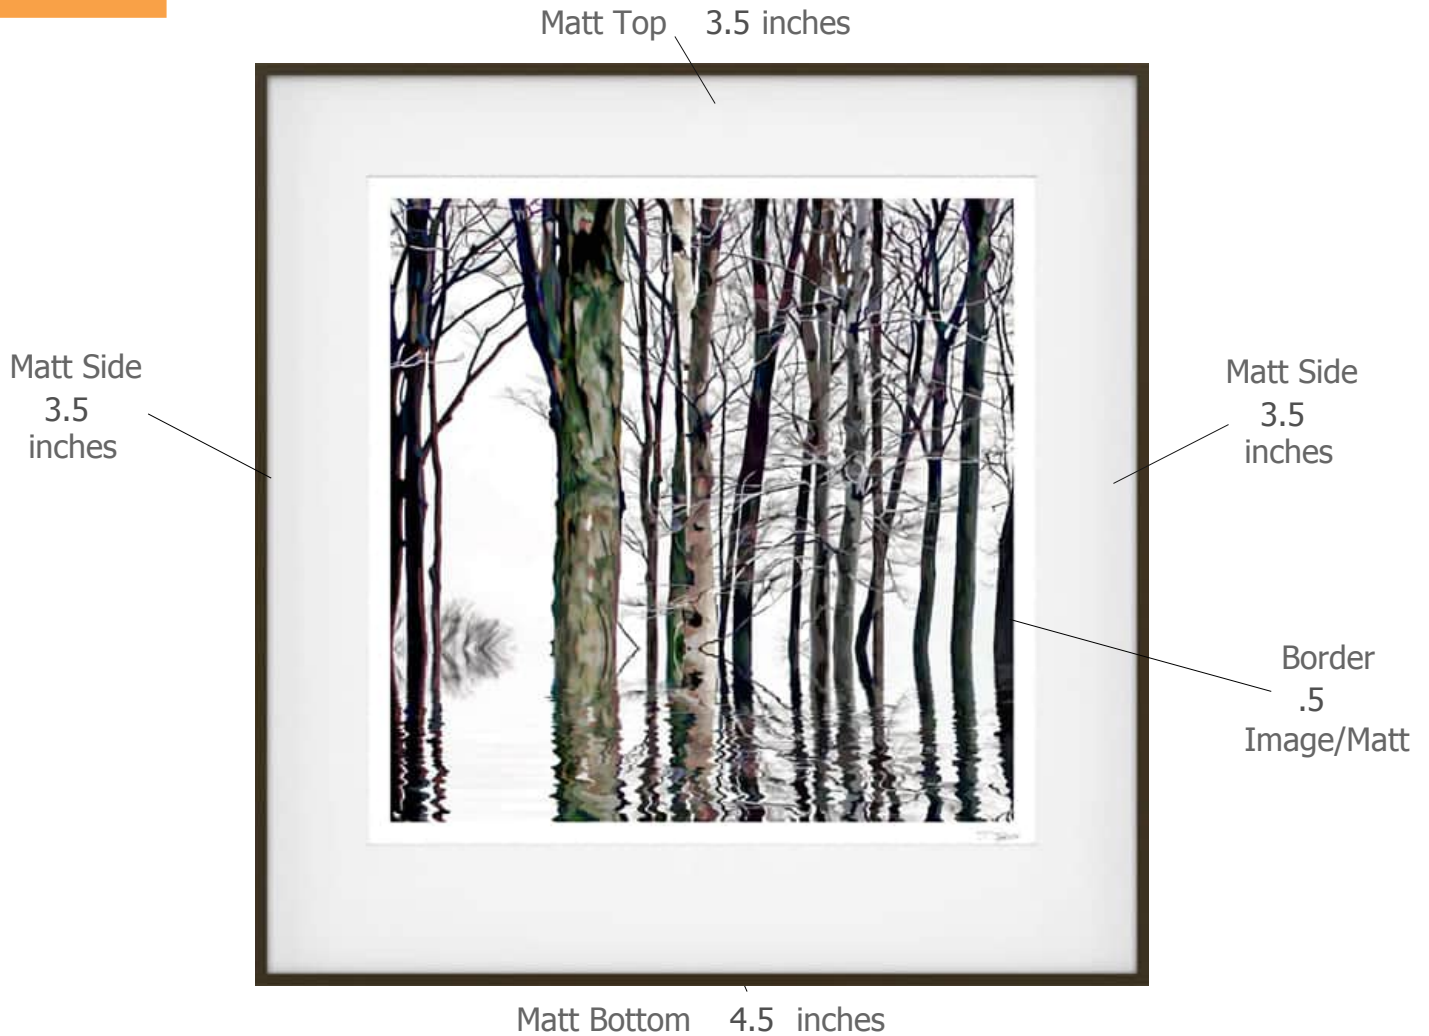 Matt Top 3.5 inches
Matt Side
3.5
inches
Matt Side
3.5
inches
Border
.5
Image/Matt
Matt Bottom 4.5 inches